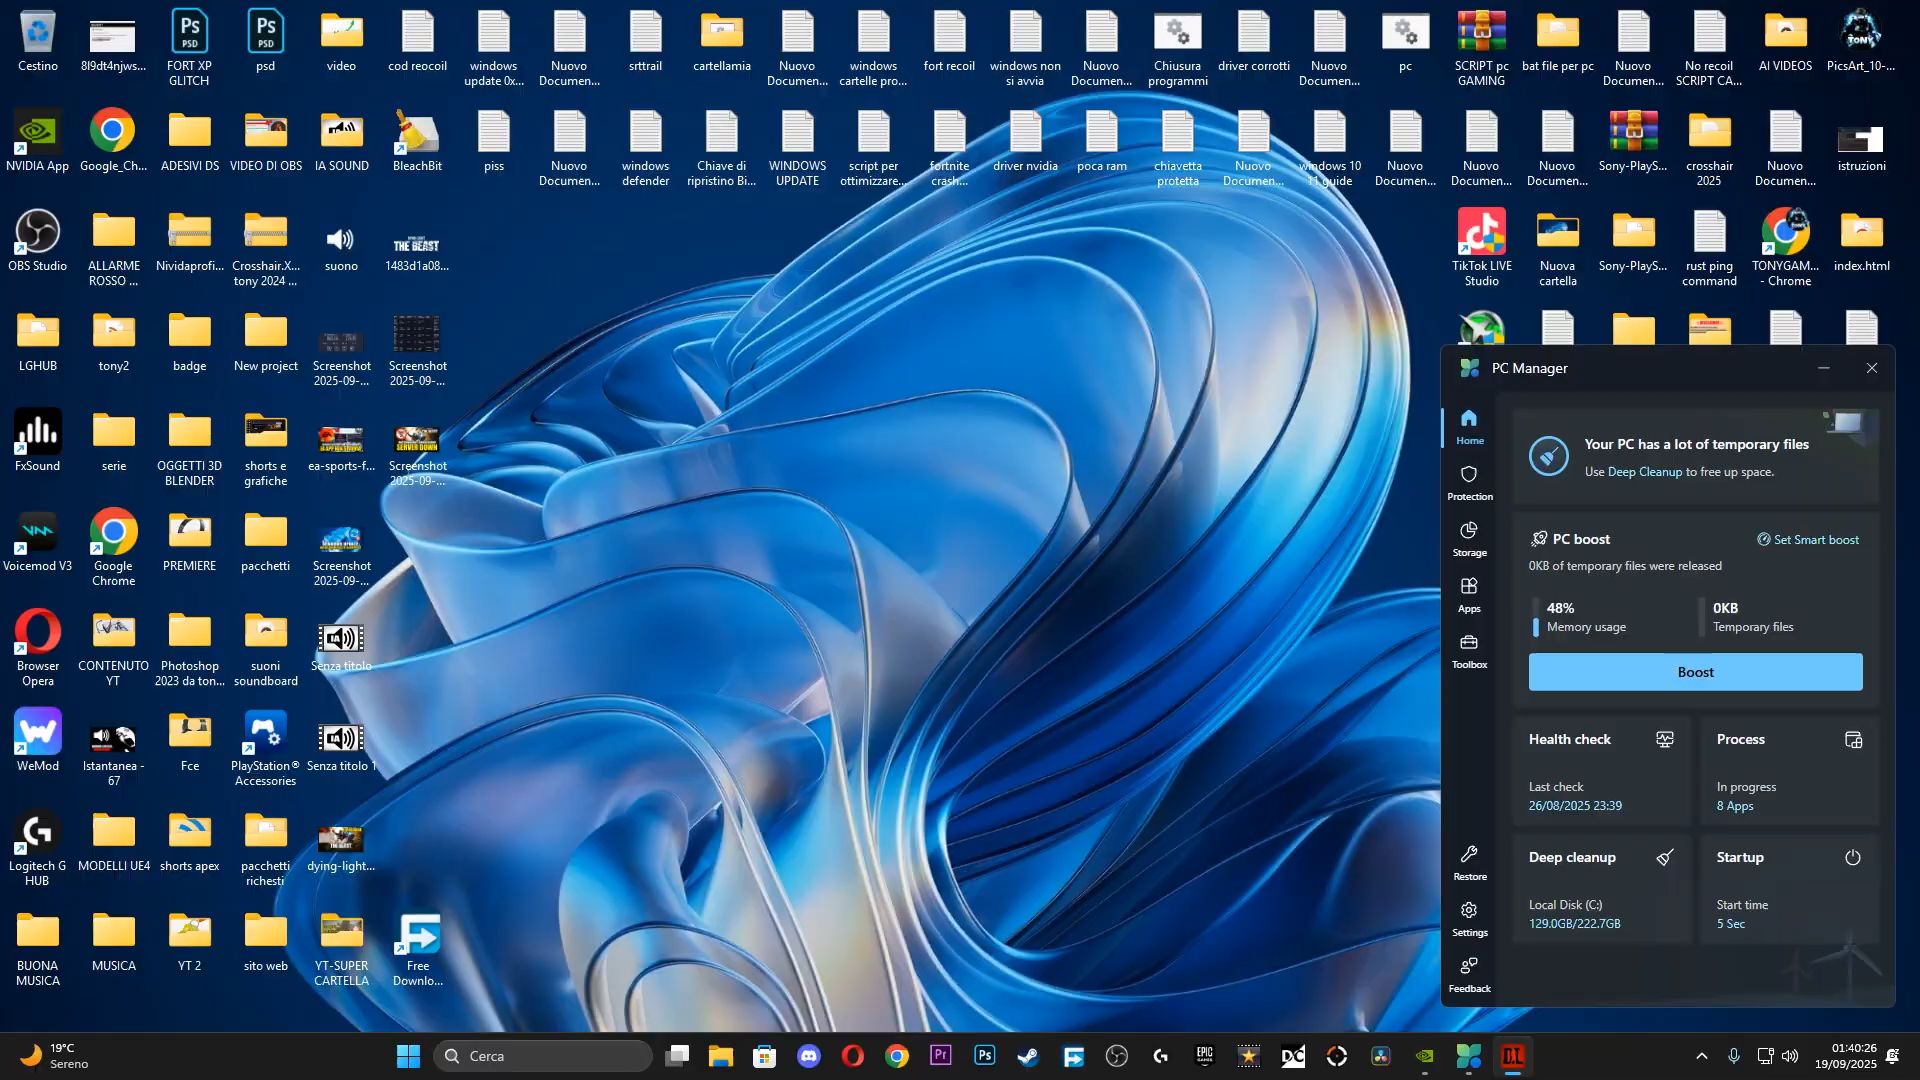 Cestino
8l9dt4njws...
FORT XP
GLITCH
psd
video
cod reocoil
windows
update 0x...
Nuovo
Documen...
srttrail
cartellamia
Nuovo
Documen...
windows
cartelle pro...
fort recoil
windows non
si avvia
Nuovo
Documen...
Chiusura
programmi
driver corrotti
Nuovo
Documen...
pc
SCRIPT pc
GAMING
bat file per pc
Nuovo
Documen...
No recoil
SCRIPT CA...
AI VIDEOS
PicsArt_10-...
NVIDIA App
Google_Ch...
ADESIVI DS
VIDEO DI OBS
IA SOUND
BleachBit
piss
Nuovo
Documen...
windows
defender
Chiave di
ripristino Bi...
WINDOWS
UPDATE
script per
ottimizzare...
fortnite
crash...
driver nvidia
poca ram
chiavetta
protetta
Nuovo
Documen...
windows 10
11 guide
Nuovo
Documen...
Nuovo
Documen...
Nuovo
Documen...
Sony-PlayS...
crosshair
2025
Nuovo
Documen...
istruzioni
OBS Studio
ALLARME
ROSSO ...
Nividaprofi...
Crosshair.X...
tony 2024 ...
suono
THE BEAST
1483d1a08...
TikTok LIVE
Studio
Nuova
cartella
Sony-PlayS...
rust ping
command
TONYGAM...
- Chrome
index.html
LGHUB
tony2
badge
New project
Screenshot
2025-09-...
Screenshot
2025-09-...
FxSound
serie
OGGETTI 3D
BLENDER
shorts e
grafiche
ea-sports-f...
SERVER DOWN
Screenshot
2025-09-...
Voicemod V3
Google
Chrome
PREMIERE
pacchetti
Screenshot
2025-09-...
Browser
Opera
CONTENUTO
YT
Photoshop
2023 da ton...
suoni
soundboard
Senza titolo
WeMod
Istantanea -
67
Fce
PlayStation®
Accessories
Senza titolo 1
Logitech G
HUB
MODELLI UE4
shorts apex
pacchetti
richesti
dying-light...
BUONA
MUSICA
MUSICA
YT 2
sito web
YT-SUPER
CARTELLA
Free
Downlo...
PC Manager
Home
Protection
Storage
Apps
Toolbox
Restore
Settings
Feedback
Your PC has a lot of temporary files
Use Deep Cleanup to free up space.
PC boost
Set Smart boost
0KB of temporary files were released
48%
Memory usage
0KB
Temporary files
Boost
Health check
Last check
26/08/2025 23:39
Process
In progress
8 Apps
Deep cleanup
Local Disk (C:)
129.0GB/222.7GB
Startup
Start time
5 Sec
19°C
Sereno
Cerca
01:40:26
19/09/2025